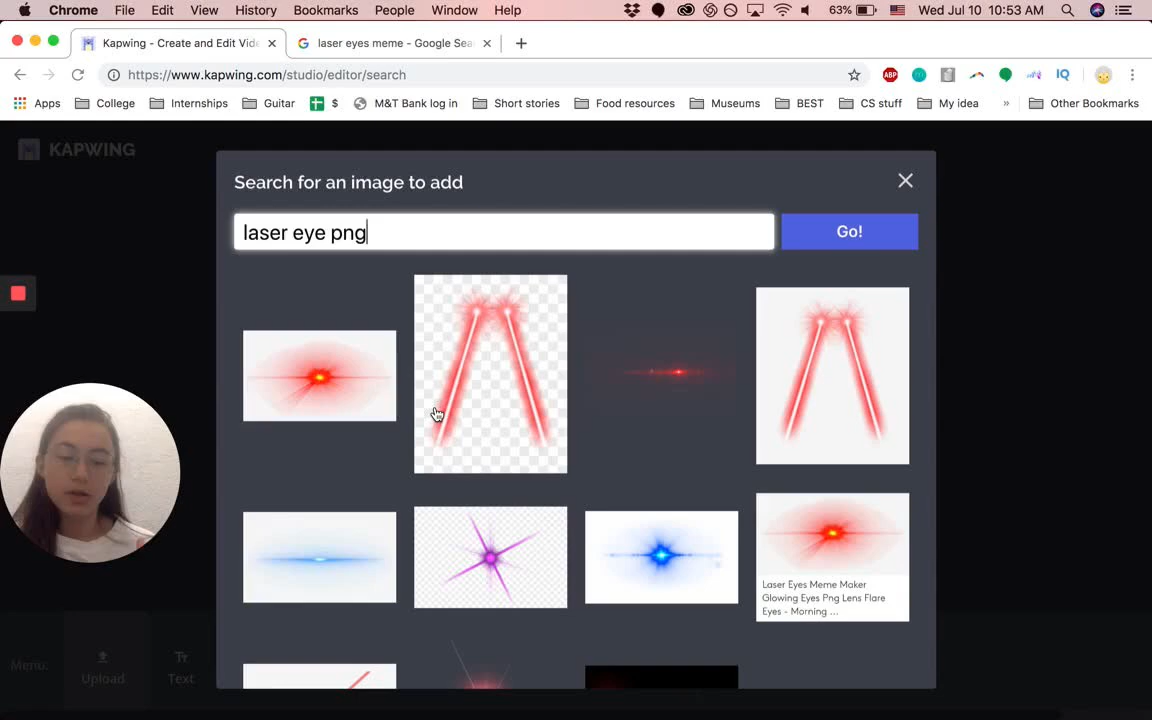 Chrome File Edit View History Bookmarks People Window Help 63% Wed Jul 10 10:53 AM
Kapwing - Create and Edit Vid
laser eyes meme - Google Sea
https://www.kapwing.com/studio/editor/search
ABP
IQ
Apps College Internships Guitar $ M&T Bank log in Short stories Food resources Museums BEST CS stuff My idea » Other Bookmarks
KAPWING
Search for an image to add
laser eye png
Go!
Laser Eyes Meme Maker
Glowing Eyes Png Lens Flare
Eyes - Morning ...
Menu:
Upload
Tt
Text